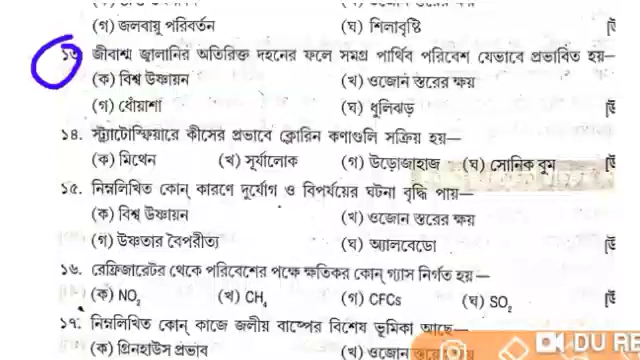 (গ) জলবায়ু পরিবর্তন (ঘ) শিলাবৃষ্টি
১৩. জীবাশ্ম জ্বালানির অতিরিক্ত দহনের ফলে সমগ্র পার্থিব পরিবেশ যেভাবে প্রভাবিত হয়—
(ক) বিশ্ব উষ্ণায়ন (খ) ওজোন স্তরের ক্ষয়
(গ) ধোঁয়াশা (ঘ) ধুলিঝড়
১৪. স্ট্র্যাটোস্ফিয়ারে কীসের প্রভাবে ক্লোরিন কণাগুলি সক্রিয় হয়—
(ক) মিথেন (খ) সূর্যালোক (গ) উড়োজাহাজ (ঘ) সোনিক বুম
১৫. নিম্নলিখিত কোন্ কারণে দুর্যোগ ও বিপর্যয়ের ঘটনা বৃদ্ধি পায়—
(ক) বিশ্ব উষ্ণায়ন (খ) ওজোন স্তরের ক্ষয়
(গ) উষ্ণতার বৈপরীত্য (ঘ) অ্যালবেডো
১৬. রেফ্রিজারেটর থেকে পরিবেশের পক্ষে ক্ষতিকর কোন্ গ্যাস নির্গত হয়—
(ক) NO₂ (খ) CH₄ (গ) CFCs (ঘ) SO₂
১৭. নিম্নলিখিত কোন্ কাজে জলীয় বাষ্পের বিশেষ ভূমিকা আছে—
(ক) গ্রিনহাউস প্রভাব (খ) ওজোন স্তরের ক্ষয়
DU RE